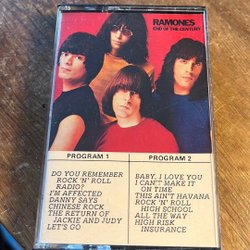 RAMONES
END OF THE CENTURY
PROGRAM 1
DO YOU REMEMBER
ROCK 'N' ROLL
RADIO?
I'M AFFECTED
DANNY SAYS
CHINESE ROCK
THE RETURN OF
JACKIE AND JUDY
LET'S GO
PROGRAM 2
BABY, I LOVE YOU
I CAN'T MAKE IT
ON TIME
THIS AIN'T HAVANA
ROCK 'N' ROLL
HIGH SCHOOL
ALL THE WAY
HIGH RISK
INSURANCE